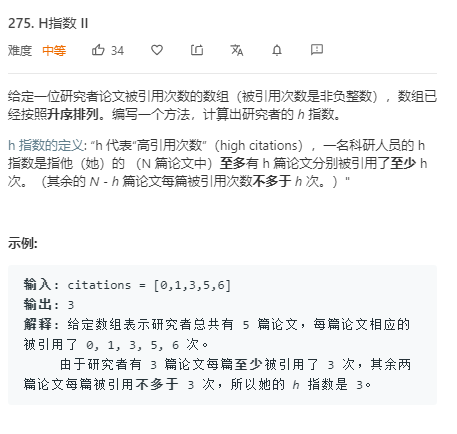 275. H指数 II
难度 中等 34
给定一位研究者论文被引用次数的数组（被引用次数是非负整数），数组已
经按照升序排列。编写一个方法，计算出研究者的 h 指数。
h 指数的定义: “h 代表“高引用次数”（high citations），一名科研人员的 h
指数是指他（她）的 （N 篇论文中）至多有 h 篇论文分别被引用了至少 h
次。（其余的 N - h 篇论文每篇被引用次数不多于 h 次。）"
示例:
输入: citations = [0,1,3,5,6]
输出: 3
解释: 给定数组表示研究者总共有 5 篇论文，每篇论文相应的
被引用了 0, 1, 3, 5, 6 次。
由于研究者有 3 篇论文每篇至少被引用了 3 次，其余两
篇论文每篇被引用不多于 3 次，所以她的 h 指数是 3。